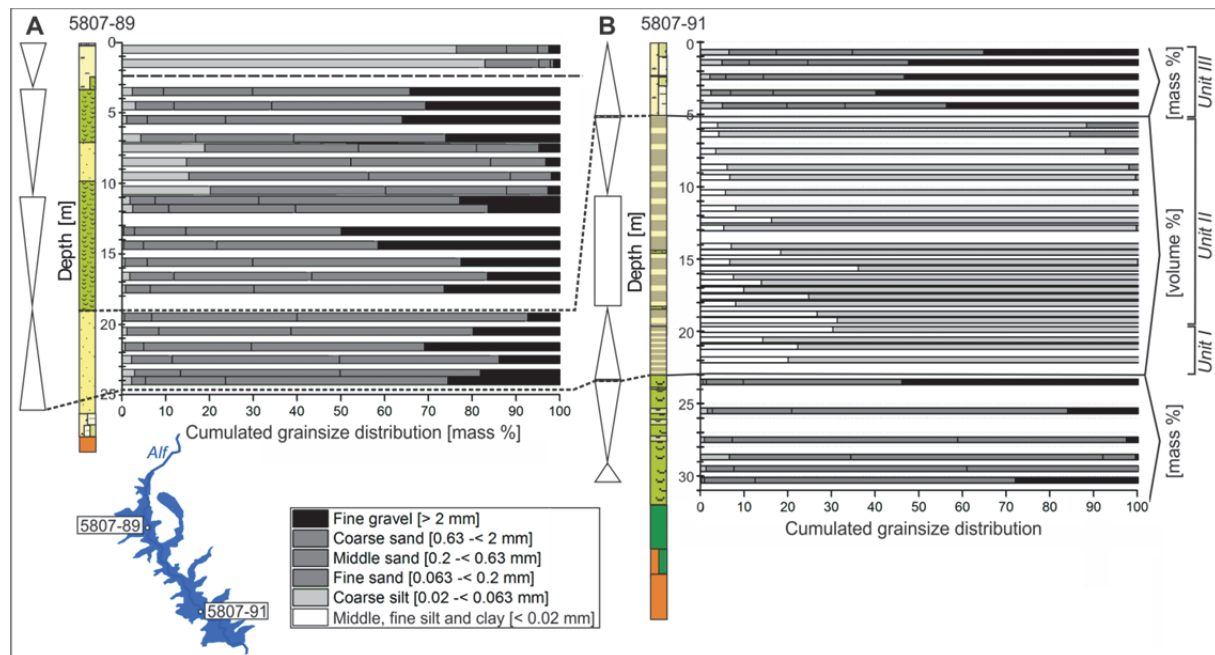 A
5807-89
0
5
10
15
20
25
Depth [m]
0 10 20 30 40 50 60 70 80 90 100
Cumulated grainsize distribution [mass %]
B
5807-91
0
5
10
15
20
25
30
Depth [m]
0 10 20 30 40 50 60 70 80 90 100
Cumulated grainsize distribution
[mass %]
Unit III
[volume %]
Unit II
Unit I
[mass %]
Alf
5807-89
5807-91
Fine gravel [> 2 mm]
Coarse sand [0.63 -< 2 mm]
Middle sand [0.2 -< 0.63 mm]
Fine sand [0.063 -< 0.2 mm]
Coarse silt [0.02 -< 0.063 mm]
Middle, fine silt and clay [< 0.02 mm]